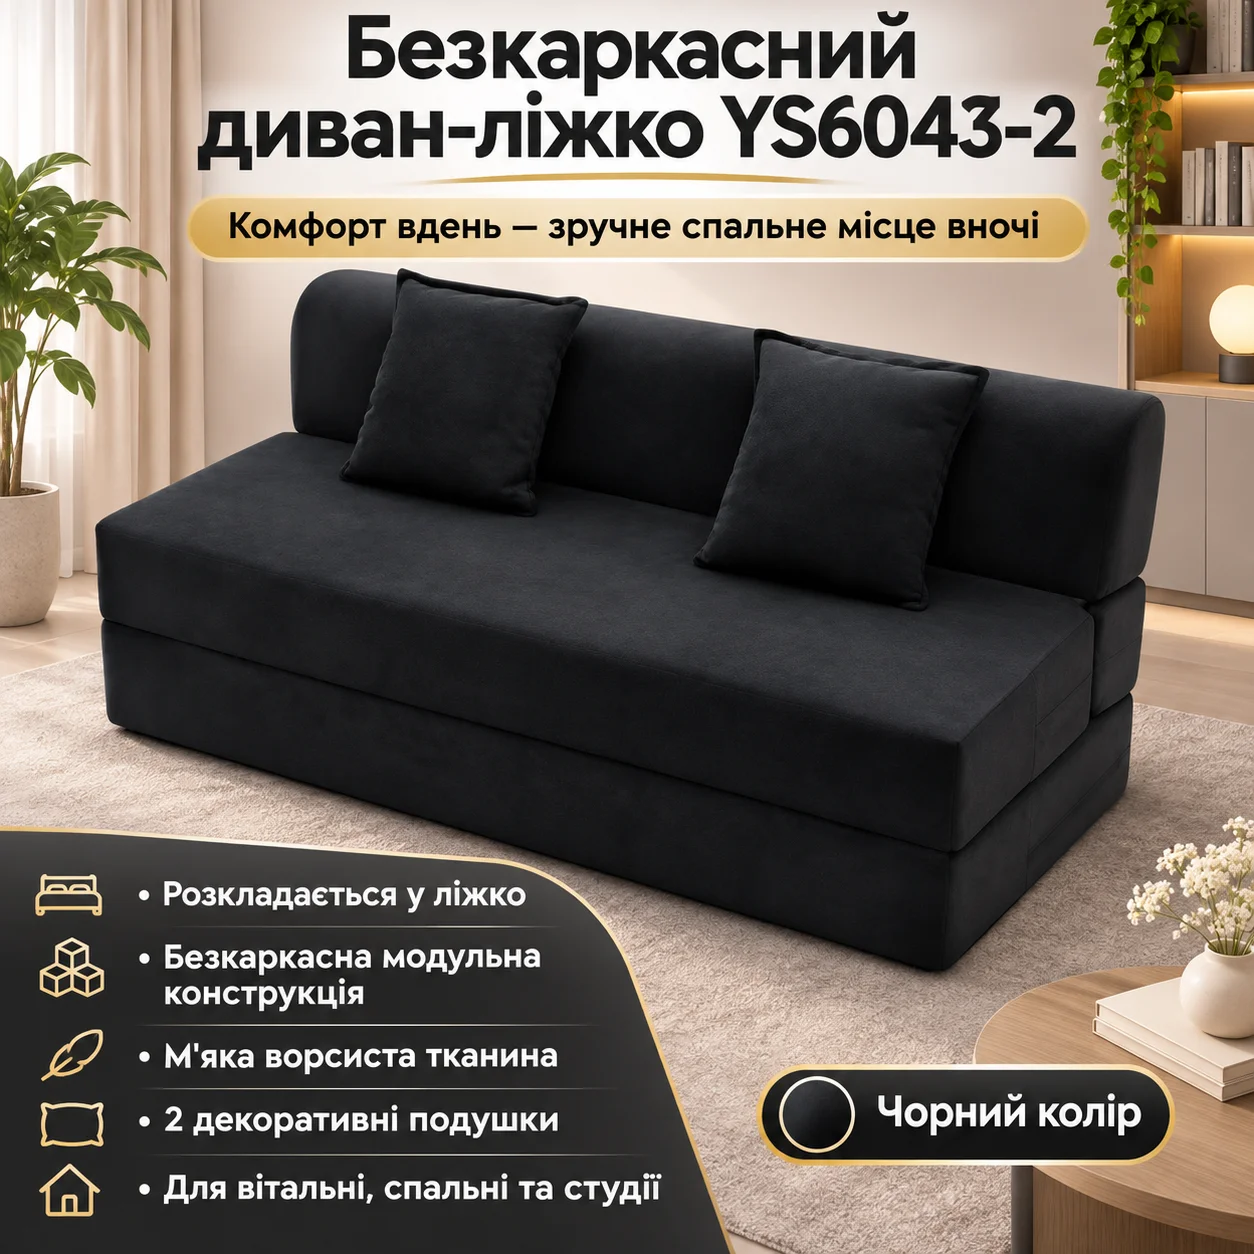 Безкаркасний
диван-ліжко YS6043-2
Комфорт вдень — зручне спальне місце вночі
• Розкладається у ліжко
• Безкаркасна модульна
конструкція
• М'яка ворсиста тканина
• 2 декоративні подушки
• Для вітальні, спальні та студії
Чорний колір